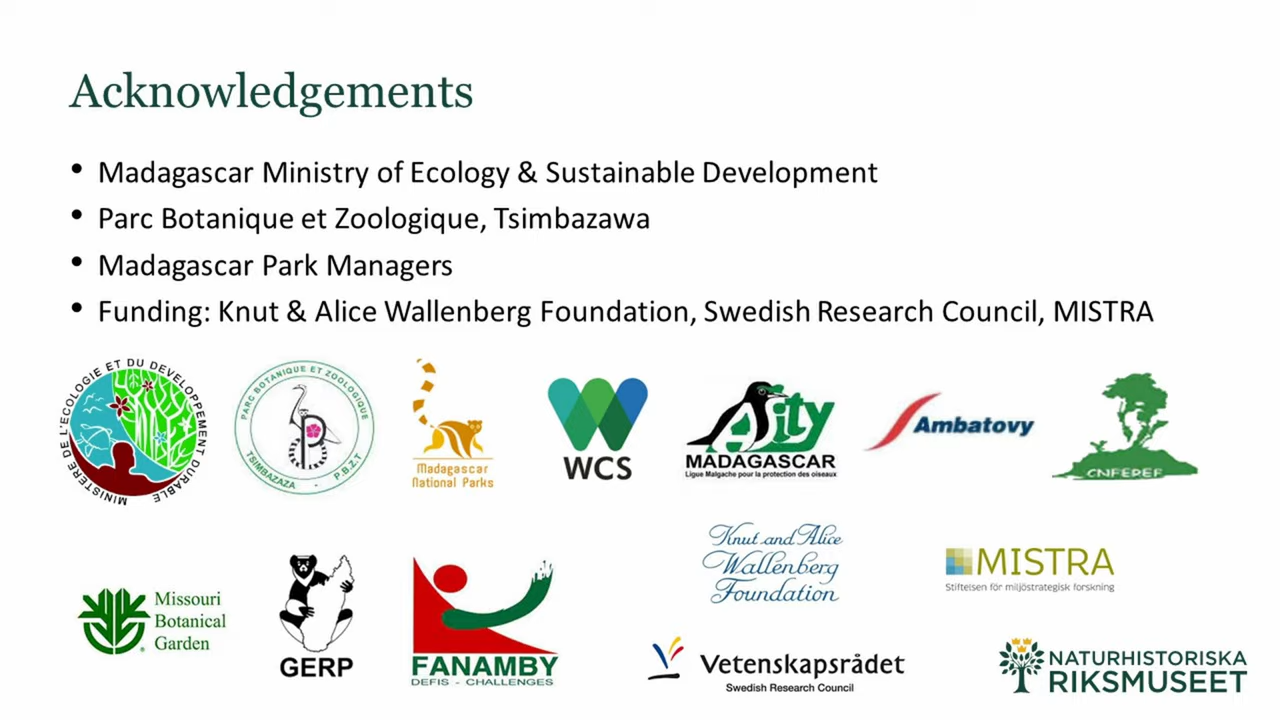 Acknowledgements
• Madagascar Ministry of Ecology & Sustainable Development
• Parc Botanique et Zoologique, Tsimbazawa
• Madagascar Park Managers
• Funding: Knut & Alice Wallenberg Foundation, Swedish Research Council, MISTRA
MINISTERE DE L'ECOLOGIE ET DU DEVELOPPEMENT DURABLE
PARC BOTANIQUE ET ZOOLOGIQUE
TSIMBAZAZA - P.B.Z.T
Madagascar
National Parks
WCS
Asity
MADAGASCAR
Ligue Malgache pour la protection des oiseaux
Ambatovy
CNFEREF
Missouri
Botanical
Garden
GERP
FANAMBY
DEFIS - CHALLENGES
Knut and Alice
Wallenberg
Foundation
MISTRA
Stiftelsen för miljöstrategisk forskning
Vetenskapsrådet
Swedish Research Council
NATURHISTORISKA
RIKSMUSEET